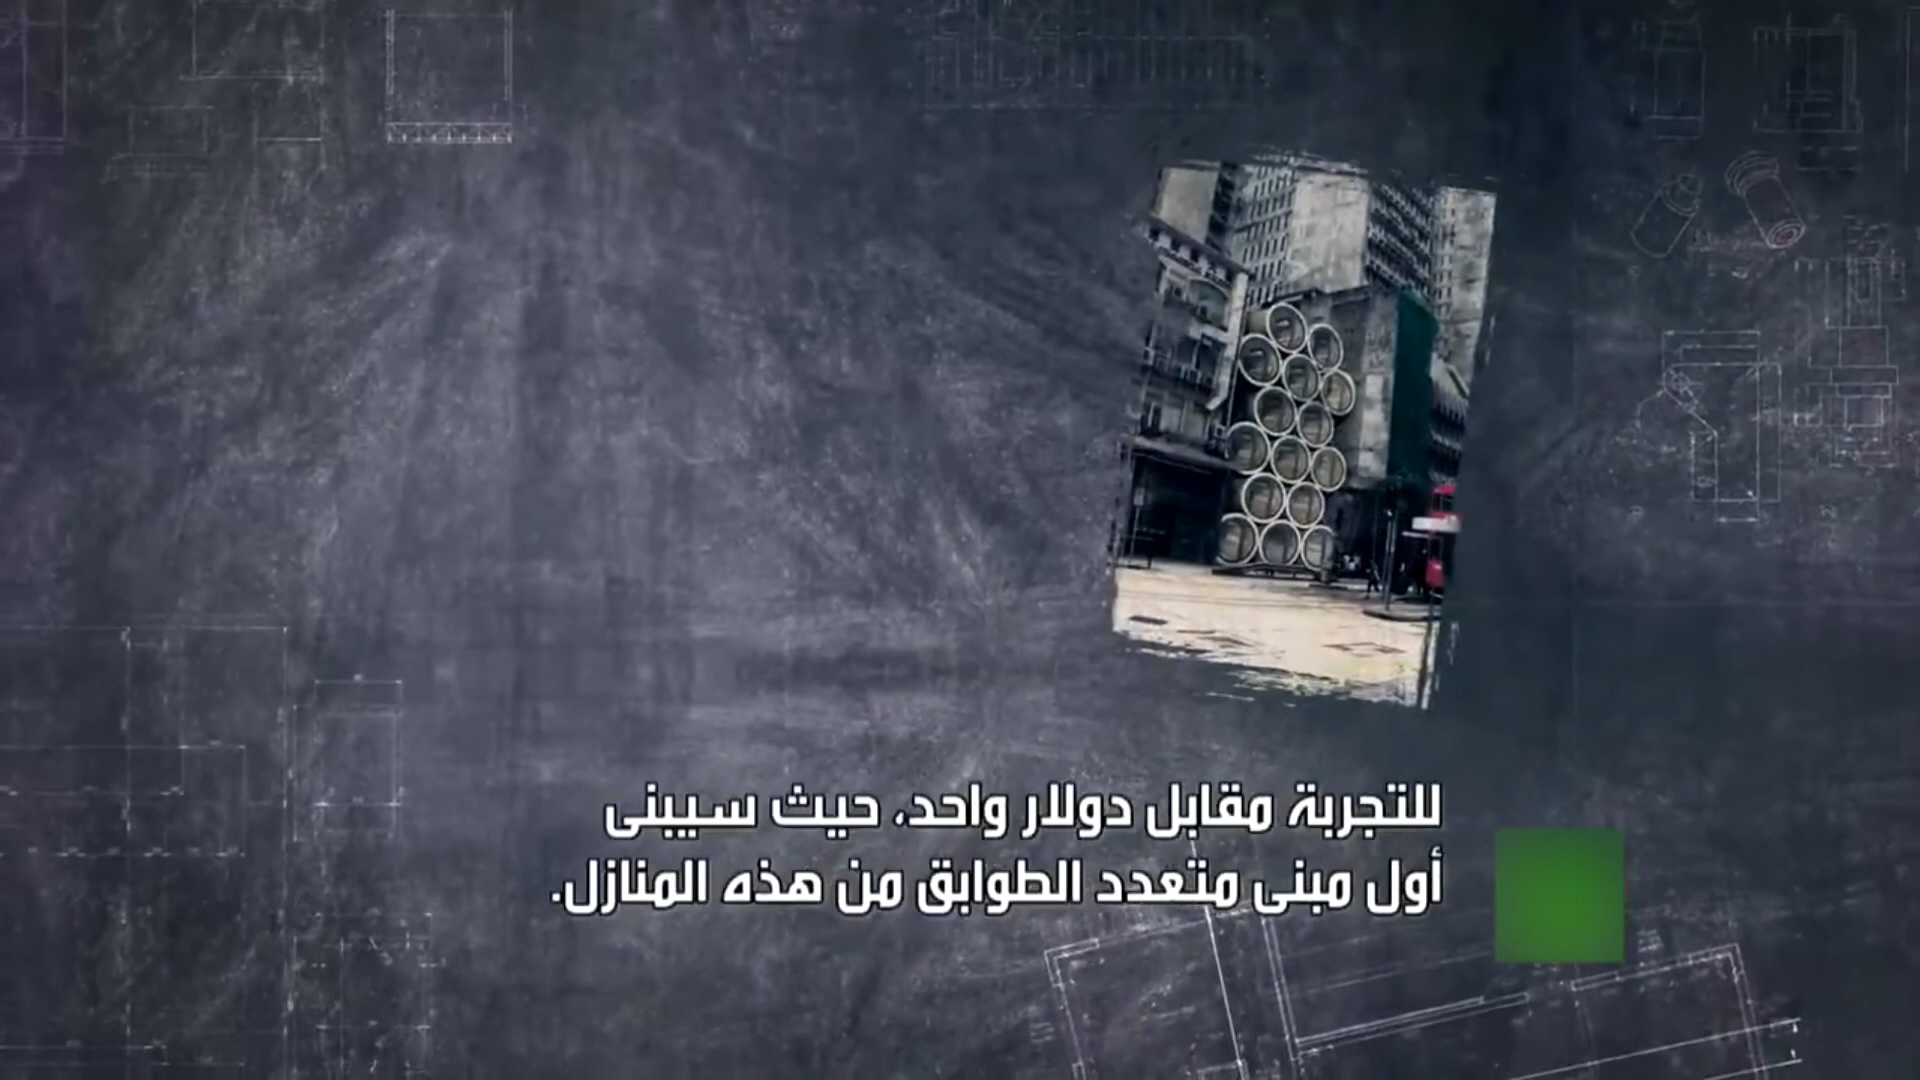 للتجربة مقابل دولار واحد، حيث سيبنى
أول مبنى متعدد الطوابق من هذه المنازل.